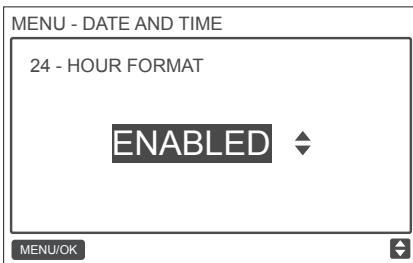 MENU - DATE AND TIME
24 - HOUR FORMAT
ENABLED
MENU/OK